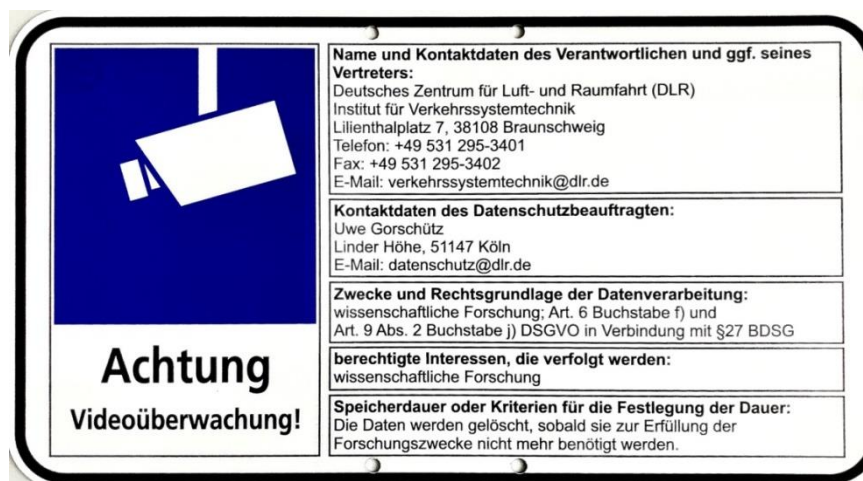 Achtung
Videoüberwachung!
Name und Kontaktdaten des Verantwortlichen und ggf. seines
Vertreters:
Deutsches Zentrum für Luft- und Raumfahrt (DLR)
Institut für Verkehrssystemtechnik
Lilienthalplatz 7, 38108 Braunschweig
Telefon: +49 531 295-3401
Fax: +49 531 295-3402
E-Mail: verkehrssystemtechnik@dlr.de
Kontaktdaten des Datenschutzbeauftragten:
Uwe Gorschütz
Linder Höhe, 51147 Köln
E-Mail: datenschutz@dlr.de
Zwecke und Rechtsgrundlage der Datenverarbeitung:
wissenschaftliche Forschung; Art. 6 Buchstabe f) und
Art. 9 Abs. 2 Buchstabe j) DSGVO in Verbindung mit §27 BDSG
berechtigte Interessen, die verfolgt werden:
wissenschaftliche Forschung
Speicherdauer oder Kriterien für die Festlegung der Dauer:
Die Daten werden gelöscht, sobald sie zur Erfüllung der
Forschungszwecke nicht mehr benötigt werden.